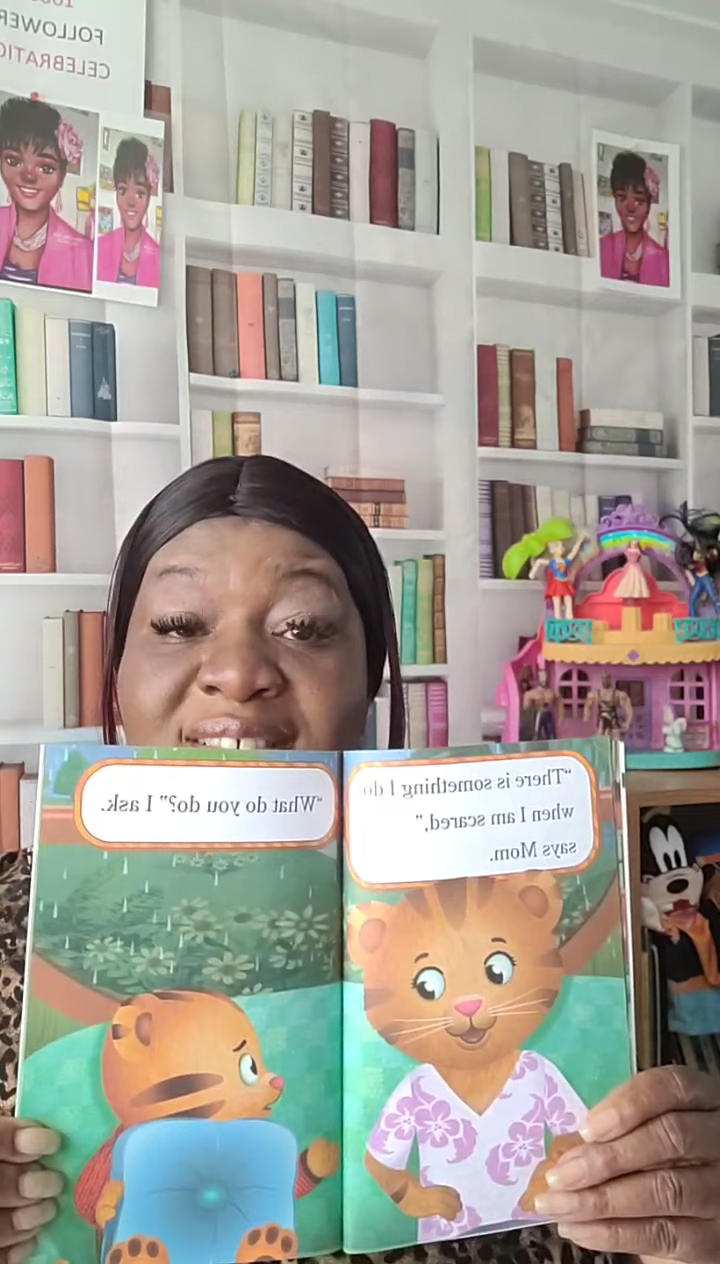 FOLLOWER
CELEBRATIO
"There is something I do
when I am scared,"
says Mom.
"What do you do?" I ask.